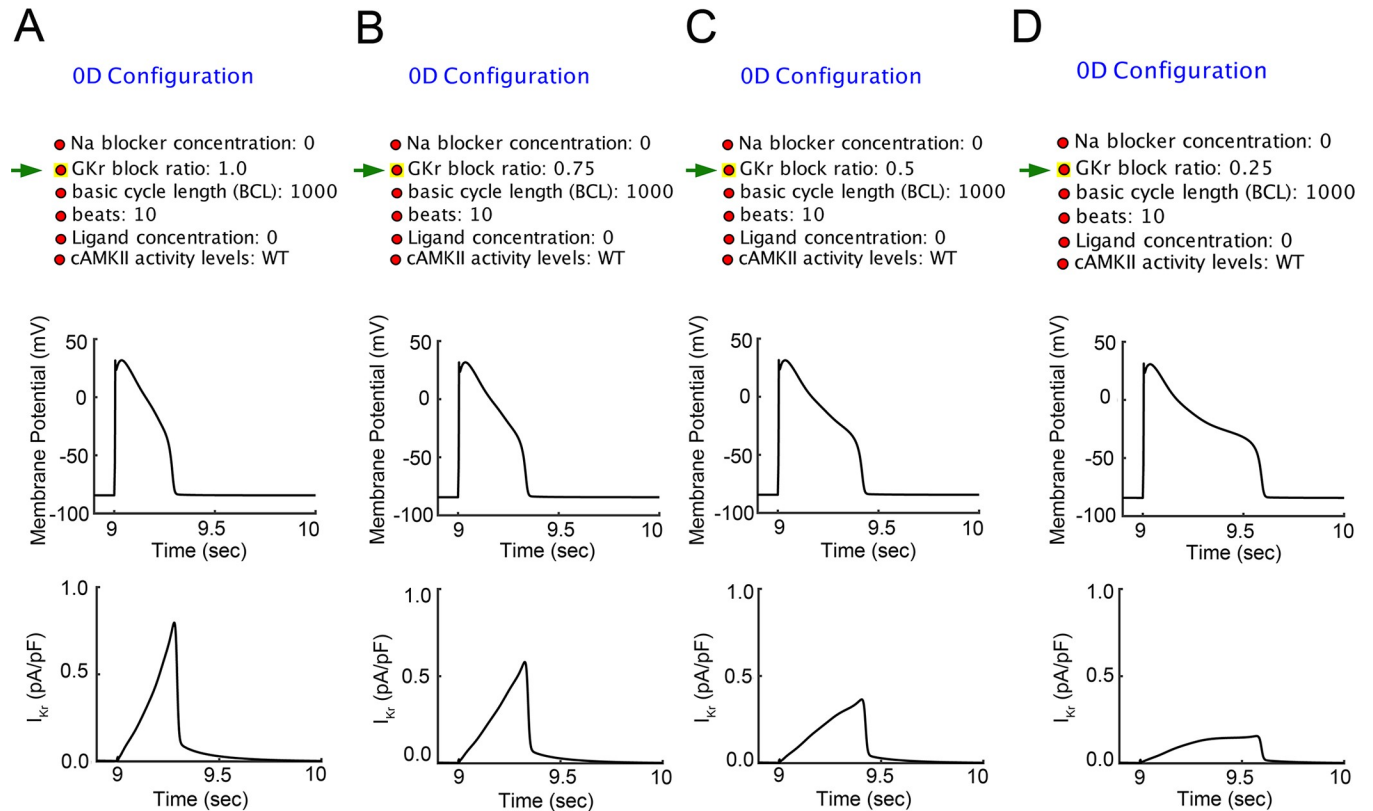 A
0D Configuration
Na blocker concentration: 0
GKr block ratio: 1.0
basic cycle length (BCL): 1000
beats: 10
Ligand concentration: 0
cAMKII activity levels: WT
Membrane Potential (mV)
50
0
-50
-100
9
9.5
10
Time (sec)
IKr (pA/pF)
1.0
0.5
0.0
9
9.5
10
Time (sec)
B
0D Configuration
Na blocker concentration: 0
GKr block ratio: 0.75
basic cycle length (BCL): 1000
beats: 10
Ligand concentration: 0
cAMKII activity levels: WT
Membrane Potential (mV)
50
0
-50
-100
9
9.5
10
Time (sec)
IKr (pA/pF)
1.0
0.5
0.0
9
9.5
10
Time (sec)
C
0D Configuration
Na blocker concentration: 0
GKr block ratio: 0.5
basic cycle length (BCL): 1000
beats: 10
Ligand concentration: 0
cAMKII activity levels: WT
Membrane Potential (mV)
50
0
-50
-100
9
9.5
10
Time (sec)
IKr (pA/pF)
1.0
0.5
0.0
9
9.5
10
Time (sec)
D
0D Configuration
Na blocker concentration: 0
GKr block ratio: 0.25
basic cycle length (BCL): 1000
beats: 10
Ligand concentration: 0
cAMKII activity levels: WT
Membrane Potential (mV)
50
0
-50
-100
9
9.5
10
Time (sec)
IKr (pA/pF)
1.0
0.5
0.0
9
9.5
10
Time (sec)